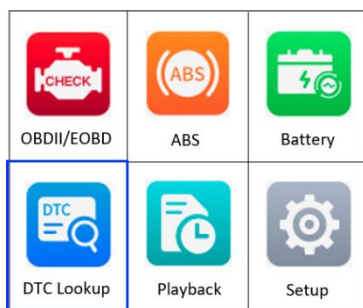 CHECK
ABS
OBDII/EOBD
ABS
Battery
DTC
DTC Lookup
Playback
Setup